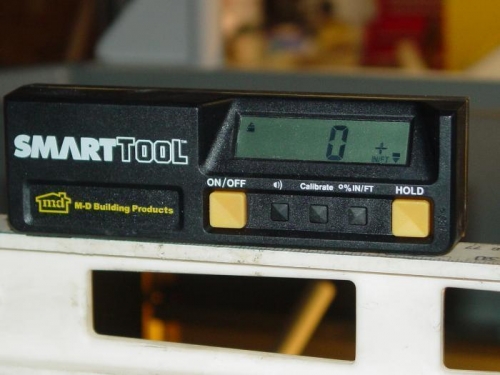 SMARTTOOL
0 +
IN/FT
ON/OFF Calibrate °%IN/FT HOLD
md M-D Building Products